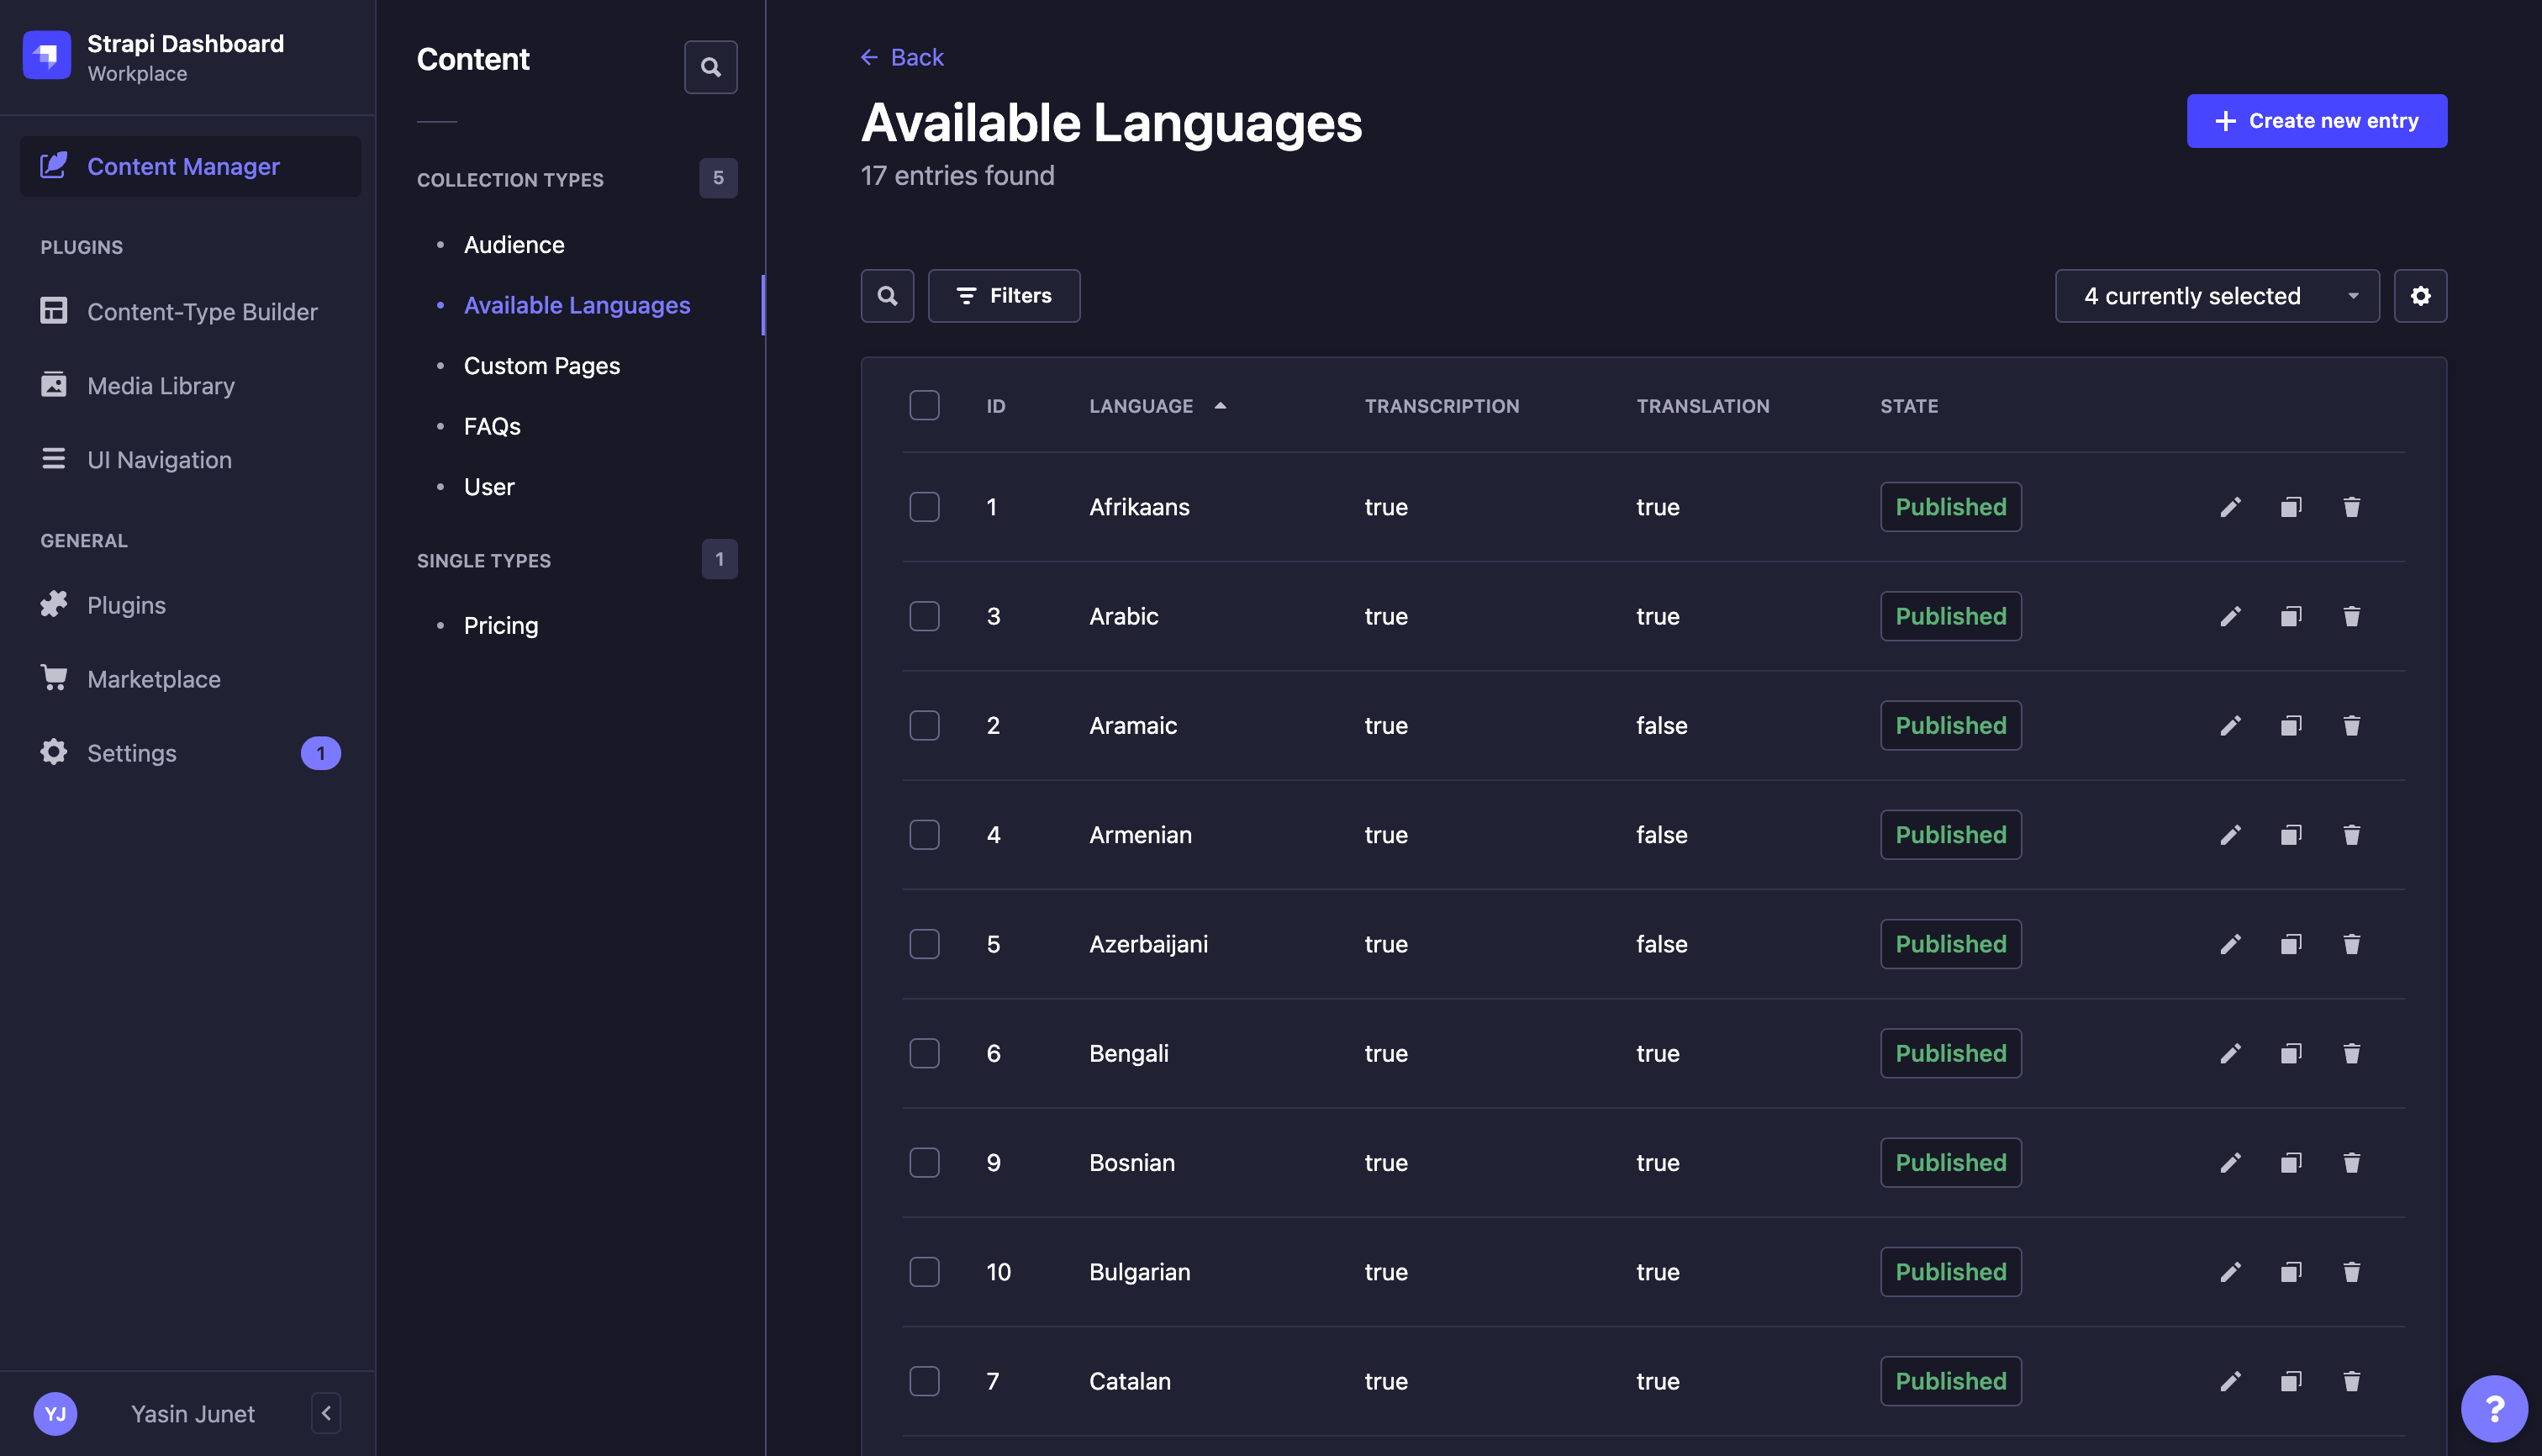 Strapi Dashboard
Workplace
Content Manager
PLUGINS
Content-Type Builder
Media Library
UI Navigation
GENERAL
Plugins
Marketplace
Settings 1
YJ Yasin Junet
Content
COLLECTION TYPES 5
Audience
Available Languages
Custom Pages
FAQs
User
SINGLE TYPES 1
Pricing
Back
Available Languages
17 entries found
Create new entry
Filters
4 currently selected
ID LANGUAGE TRANSCRIPTION TRANSLATION STATE
1 Afrikaans true true Published
3 Arabic true true Published
2 Aramaic true false Published
4 Armenian true false Published
5 Azerbaijani true false Published
6 Bengali true true Published
9 Bosnian true true Published
10 Bulgarian true true Published
7 Catalan true true Published
?